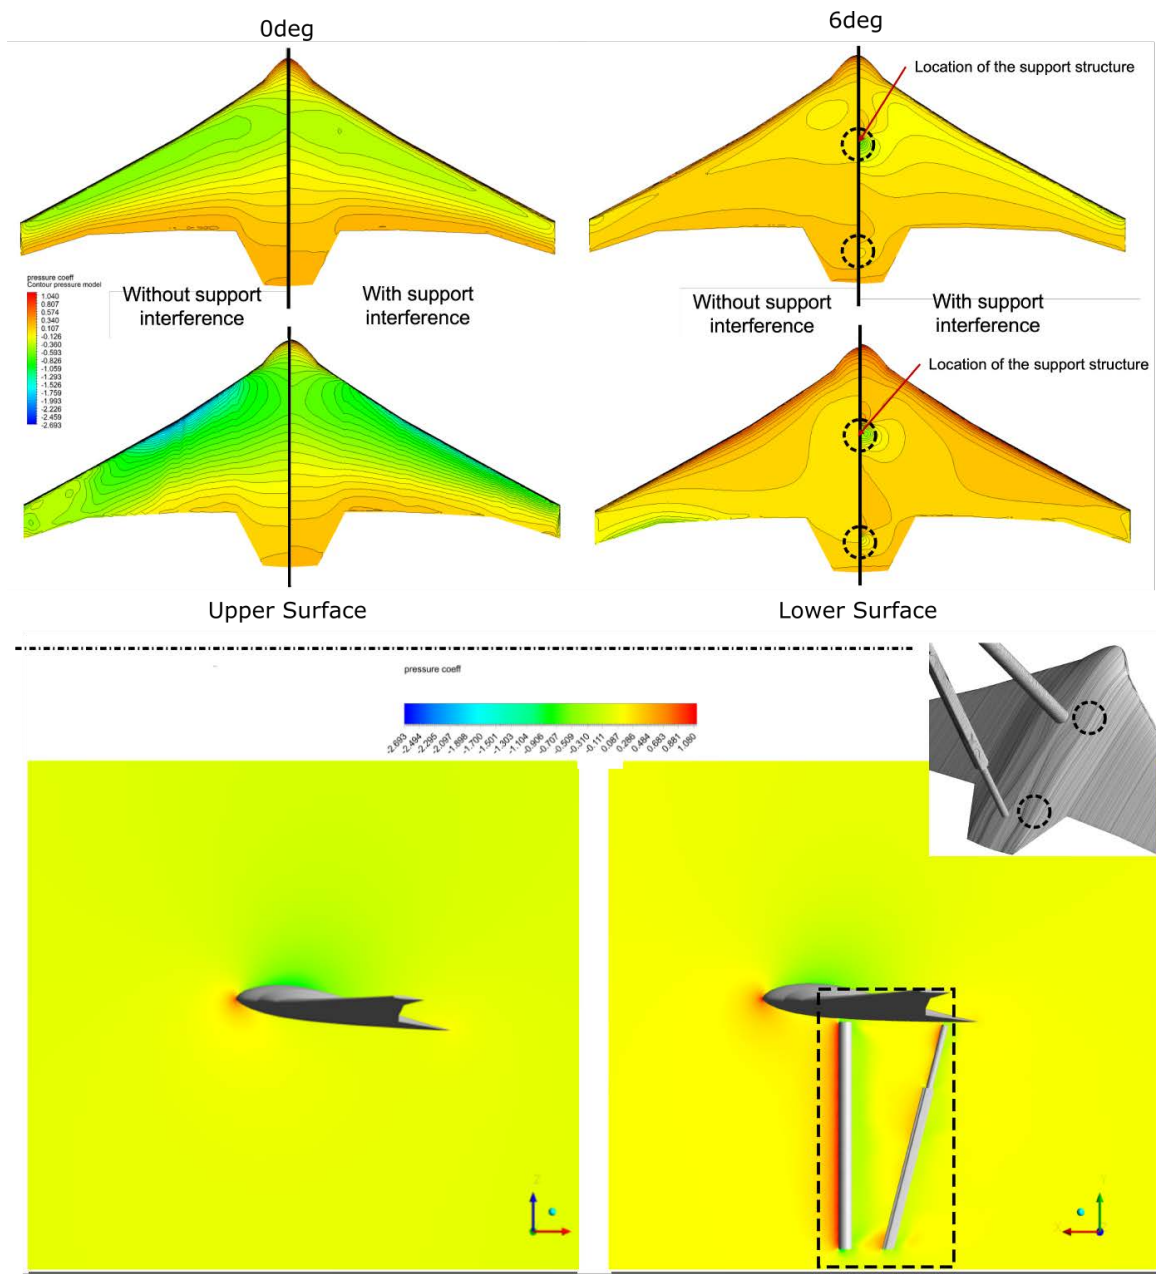 0deg
6deg
Location of the support structure
pressure coeff
Contour pressure model
1.040
0.807
0.574
0.340
0.107
-0.126
-0.360
-0.593
-0.826
-1.059
-1.293
-1.526
-1.759
-1.993
-2.226
-2.459
-2.693
Without support
interference
With support
interference
Without support
interference
With support
interference
Location of the support structure
Upper Surface
Lower Surface
pressure coeff
-2.693
-2.494
-2.295
-2.097
-1.898
-1.700
-1.501
-1.303
-1.104
-0.906
-0.707
-0.509
-0.310
-0.111
0.087
0.286
0.484
0.683
0.881
1.080
Z
Y
X